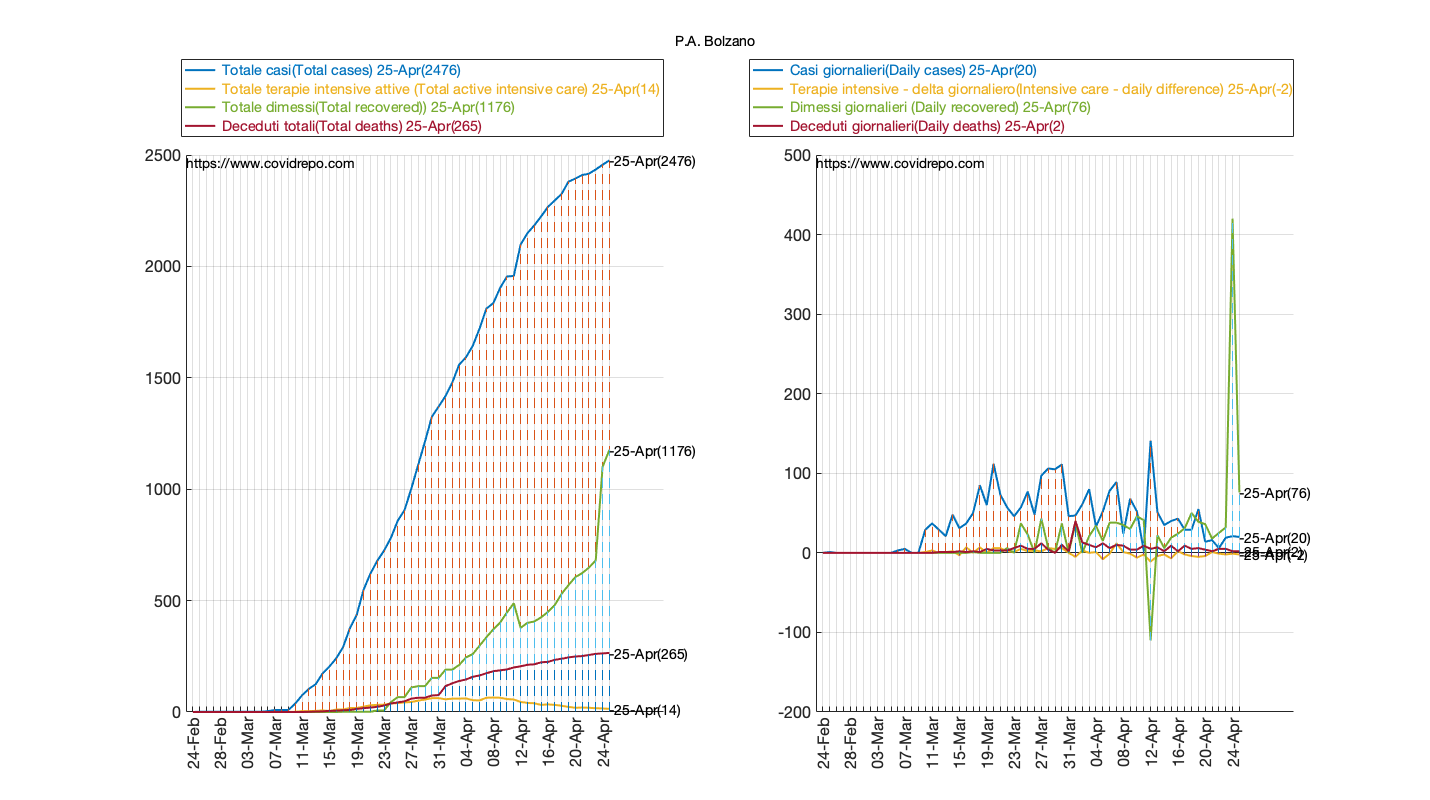 P.A. Bolzano
Totale casi(Total cases) 25-Apr(2476)
Totale terapie intensive attive (Total active intensive care) 25-Apr(14)
Totale dimessi(Total recovered)) 25-Apr(1176)
Deceduti totali(Total deaths) 25-Apr(265)
2500
https://www.covidrepo.com
25-Apr(2476)
2000
1500
25-Apr(1176)
1000
500
25-Apr(265)
0
25-Apr(14)
24-Feb
28-Feb
03-Mar
07-Mar
11-Mar
15-Mar
19-Mar
23-Mar
27-Mar
31-Mar
04-Apr
08-Apr
12-Apr
16-Apr
20-Apr
24-Apr
Casi giornalieri(Daily cases) 25-Apr(20)
Terapie intensive - delta giornaliero(Intensive care - daily difference) 25-Apr(-2)
Dimessi giornalieri (Daily recovered) 25-Apr(76)
Deceduti giornalieri(Daily deaths) 25-Apr(2)
500
https://www.covidrepo.com
400
300
200
100
25-Apr(76)
25-Apr(20)
0
25-Apr(2)
25-Apr(-2)
-100
-200
24-Feb
28-Feb
03-Mar
07-Mar
11-Mar
15-Mar
19-Mar
23-Mar
27-Mar
31-Mar
04-Apr
08-Apr
12-Apr
16-Apr
20-Apr
24-Apr